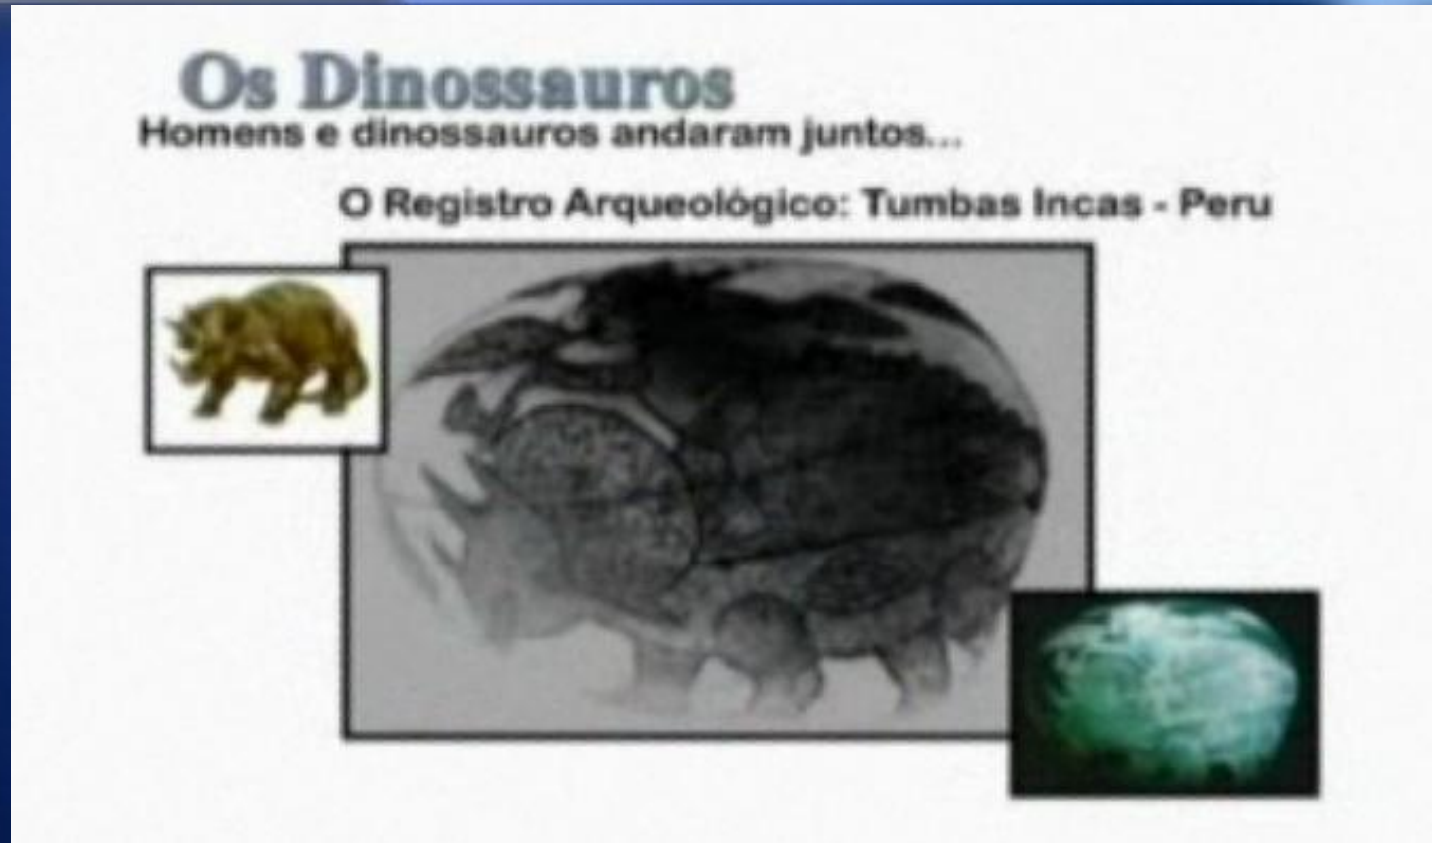 Os Dinossauros
Homens e dinossauros andaram juntos...
O Registro Arqueológico: Tumbas Incas - Peru